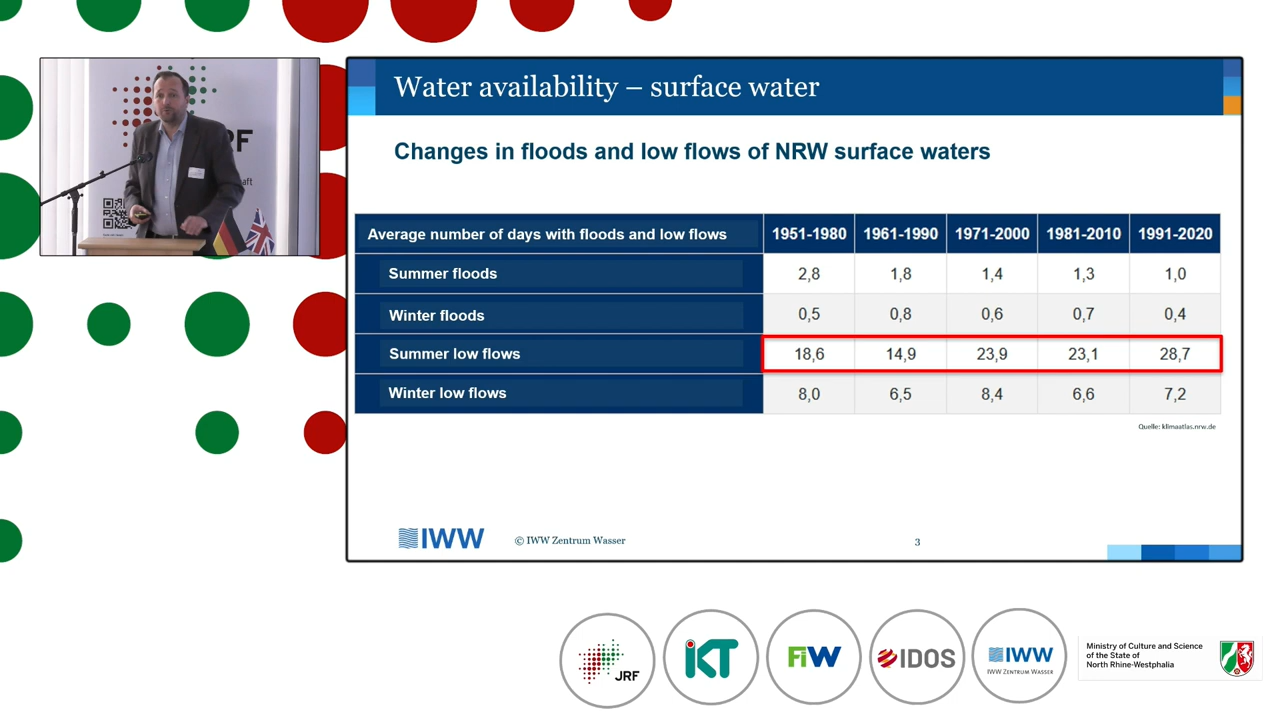 RF
aft
Water availability – surface water
Changes in floods and low flows of NRW surface waters
Average number of days with floods and low flows 1951-1980 1961-1990 1971-2000 1981-2010 1991-2020
Summer floods 2,8 1,8 1,4 1,3 1,0
Winter floods 0,5 0,8 0,6 0,7 0,4
Summer low flows 18,6 14,9 23,9 23,1 28,7
Winter low flows 8,0 6,5 8,4 6,6 7,2
Quelle: klimaatlas.nrw.de
IWW © IWW Zentrum Wasser 3
JRF
iKT
FiW
IDOS
IWW
IWW ZENTRUM WASSER
Ministry of Culture and Science
of the State of
North Rhine-Westphalia